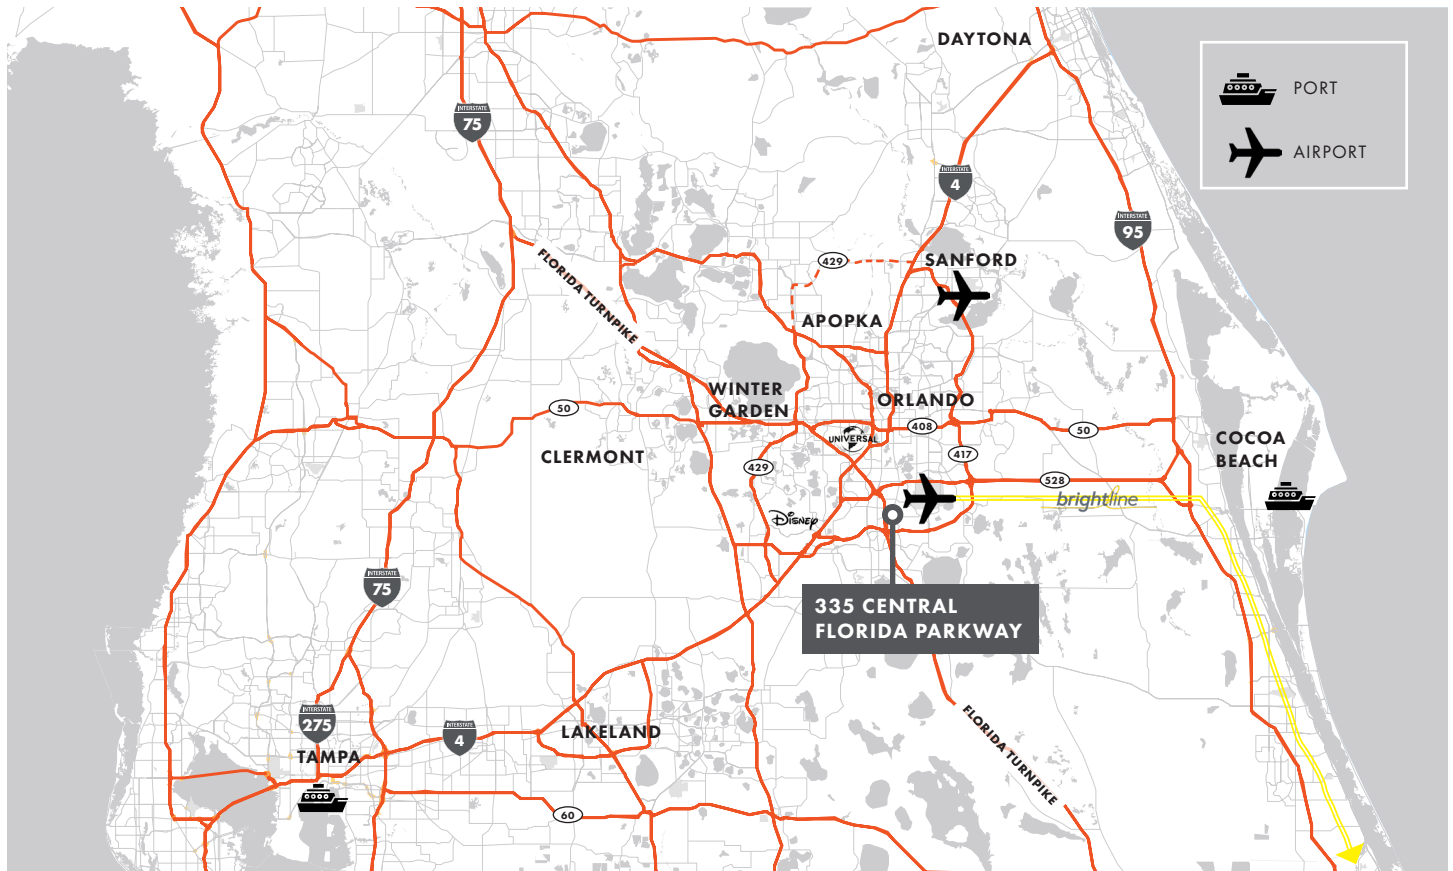 DAYTONA
PORT
AIRPORT
INTERSTATE
75
INTERSTATE
4
INTERSTATE
95
FLORIDA TURNPIKE
429
SANFORD
APOPKA
WINTER
GARDEN
ORLANDO
50
408
50
UNIVERSAL
COCOA
BEACH
CLERMONT
417
429
528
brightline
Disney
INTERSTATE
75
335 CENTRAL
FLORIDA PARKWAY
INTERSTATE
275
INTERSTATE
4
LAKELAND
TAMPA
FLORIDA TURNPIKE
60